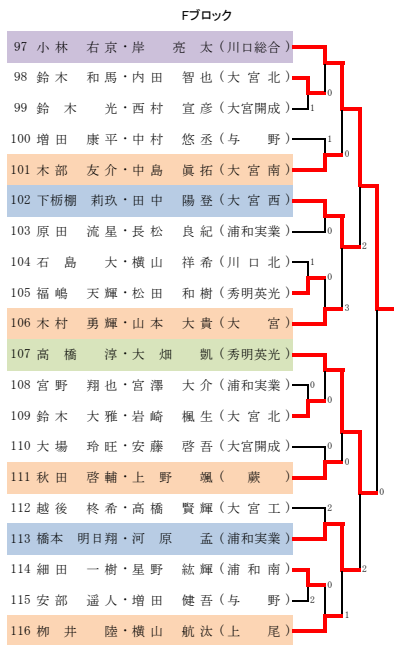 Fブロック
97 小林 右京・岸 亮太(川口総合)
98 鈴木 和馬・内田 智也(大宮北)
99 鈴木 光・西村 宣彦(大宮開成)
100 増田 康平・中村 悠丞(与野)
101 木部 友介・中島 眞拓(大宮南)
102 下栃棚 莉玖・田中 陽登(大宮西)
103 原田 流星・長松 良紀(浦和実業)
104 石島 大・横山 祥希(川口北)
105 福嶋 天輝・松田 和樹(秀明英光)
106 木村 勇輝・山本 大貴(大宮)
107 高橋 淳・大畑 凱(秀明英光)
108 宮野 翔也・宮澤 大介(浦和実業)
109 鈴木 大雅・岩崎 楓生(大宮北)
110 大場 玲旺・安藤 啓吾(大宮開成)
111 秋田 啓輔・上野 颯(蕨)
112 越後 柊希・高橋 賢輝(大宮工)
113 橋本 明日翔・河原 孟(浦和実業)
114 細田 一樹・星野 紘輝(浦和南)
115 安部 遥人・増田 健吾(与野)
116 栁井 陸・横山 航汰(上尾)
0
1
1
0
0
2
1
0
3
0
0
0
0
0
2
2
0
2
1